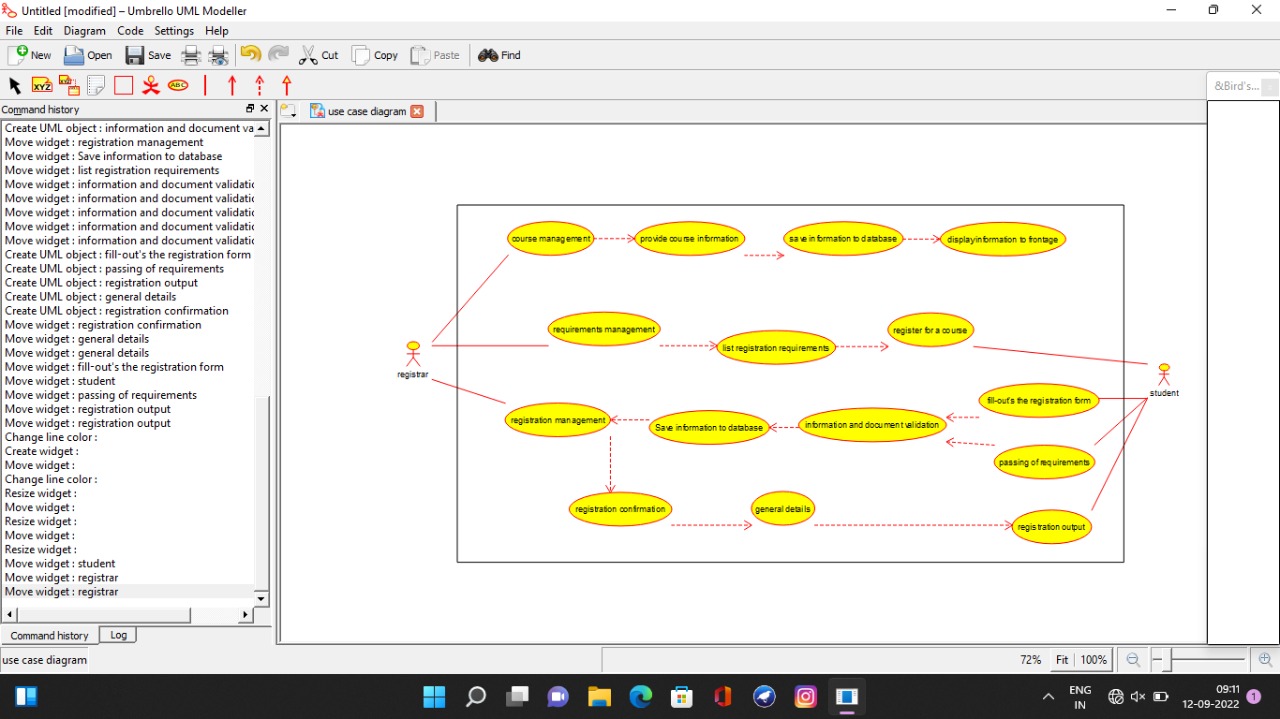 Untitled [modified] – Umbrello UML Modeller
File Edit Diagram Code Settings Help
New Open Save Cut Copy Paste Find
XYZ ABC
&Bird's...
Command history
use case diagram
Create UML object : information and document va
Move widget : registration management
Move widget : Save information to database
Move widget : list registration requirements
Move widget : information and document validatic
Move widget : information and document validatic
Move widget : information and document validatic
Move widget : information and document validatic
Move widget : information and document validatic
Create UML object : fill-out's the registration form
Create UML object : passing of requirements
Create UML object : registration output
Create UML object : general details
Create UML object : registration confirmation
Move widget : registration confirmation
Move widget : general details
Move widget : general details
Move widget : fill-out's the registration form
Move widget : student
Move widget : passing of requirements
Move widget : registration output
Move widget : registration output
Change line color :
Create widget :
Move widget :
Change line color :
Resize widget :
Move widget :
Resize widget :
Move widget :
Resize widget :
Move widget : student
Move widget : registrar
Move widget : registrar
Command history Log
course management provide course information save information to database display information to frontage
requirements management list registration requirements register for a course
registrar
student
fill-out's the registration form
registration management Save information to database information and document validation
passing of requirements
registration confirmation general details registration output
use case diagram
72% Fit 100%
ENG
IN
09:11
12-09-2022
1